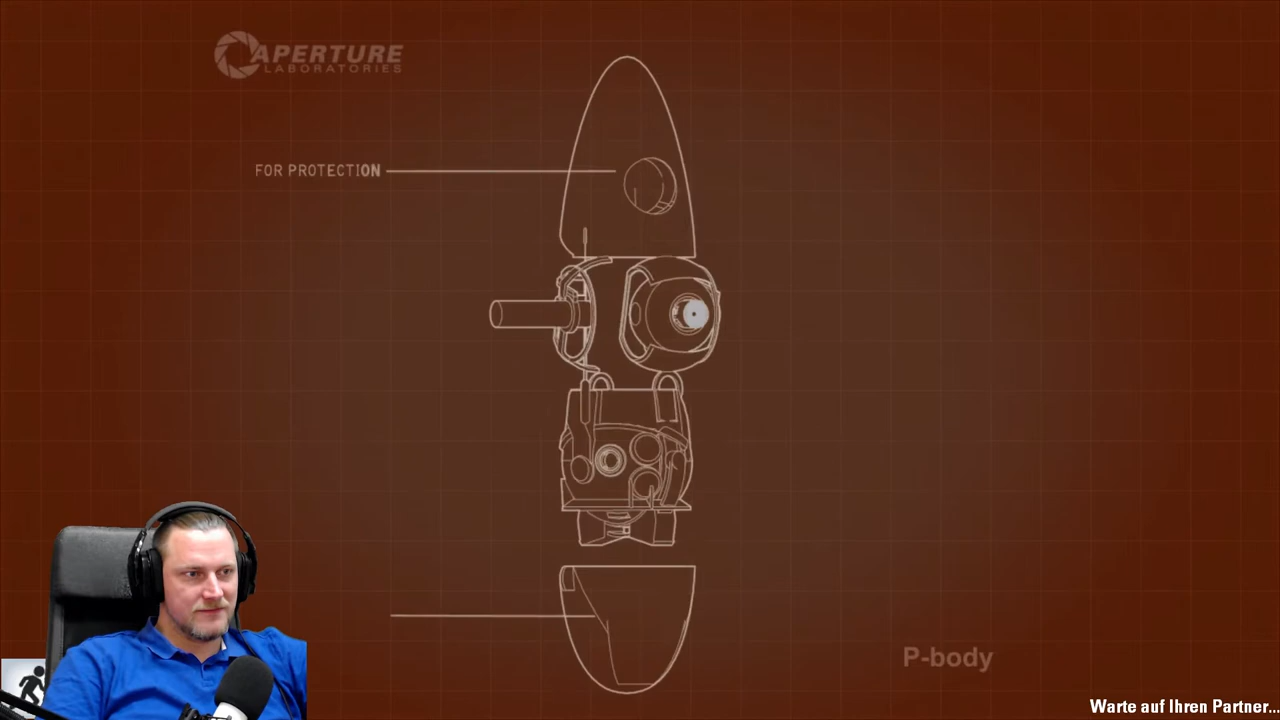 APERTURE
LABORATORIES
FOR PROTECTION
P-body
Warte auf Ihren Partner...